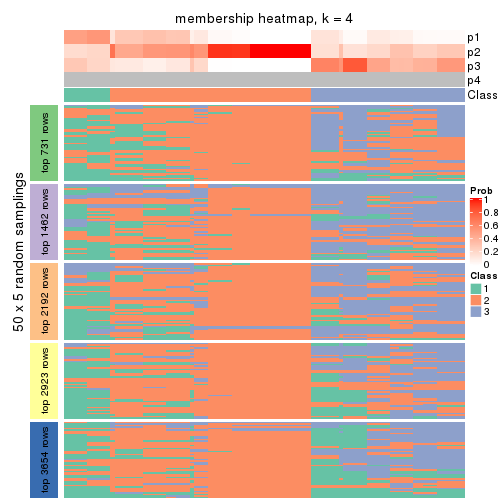 membership heatmap, k = 4
p1
p2
p3
p4
Class
50 x 5 random samplings
top 731 rows
top 1462 rows
top 2192 rows
top 2923 rows
top 3654 rows
Prob
1
0.8
0.6
0.4
0.2
0
Class
1
2
3